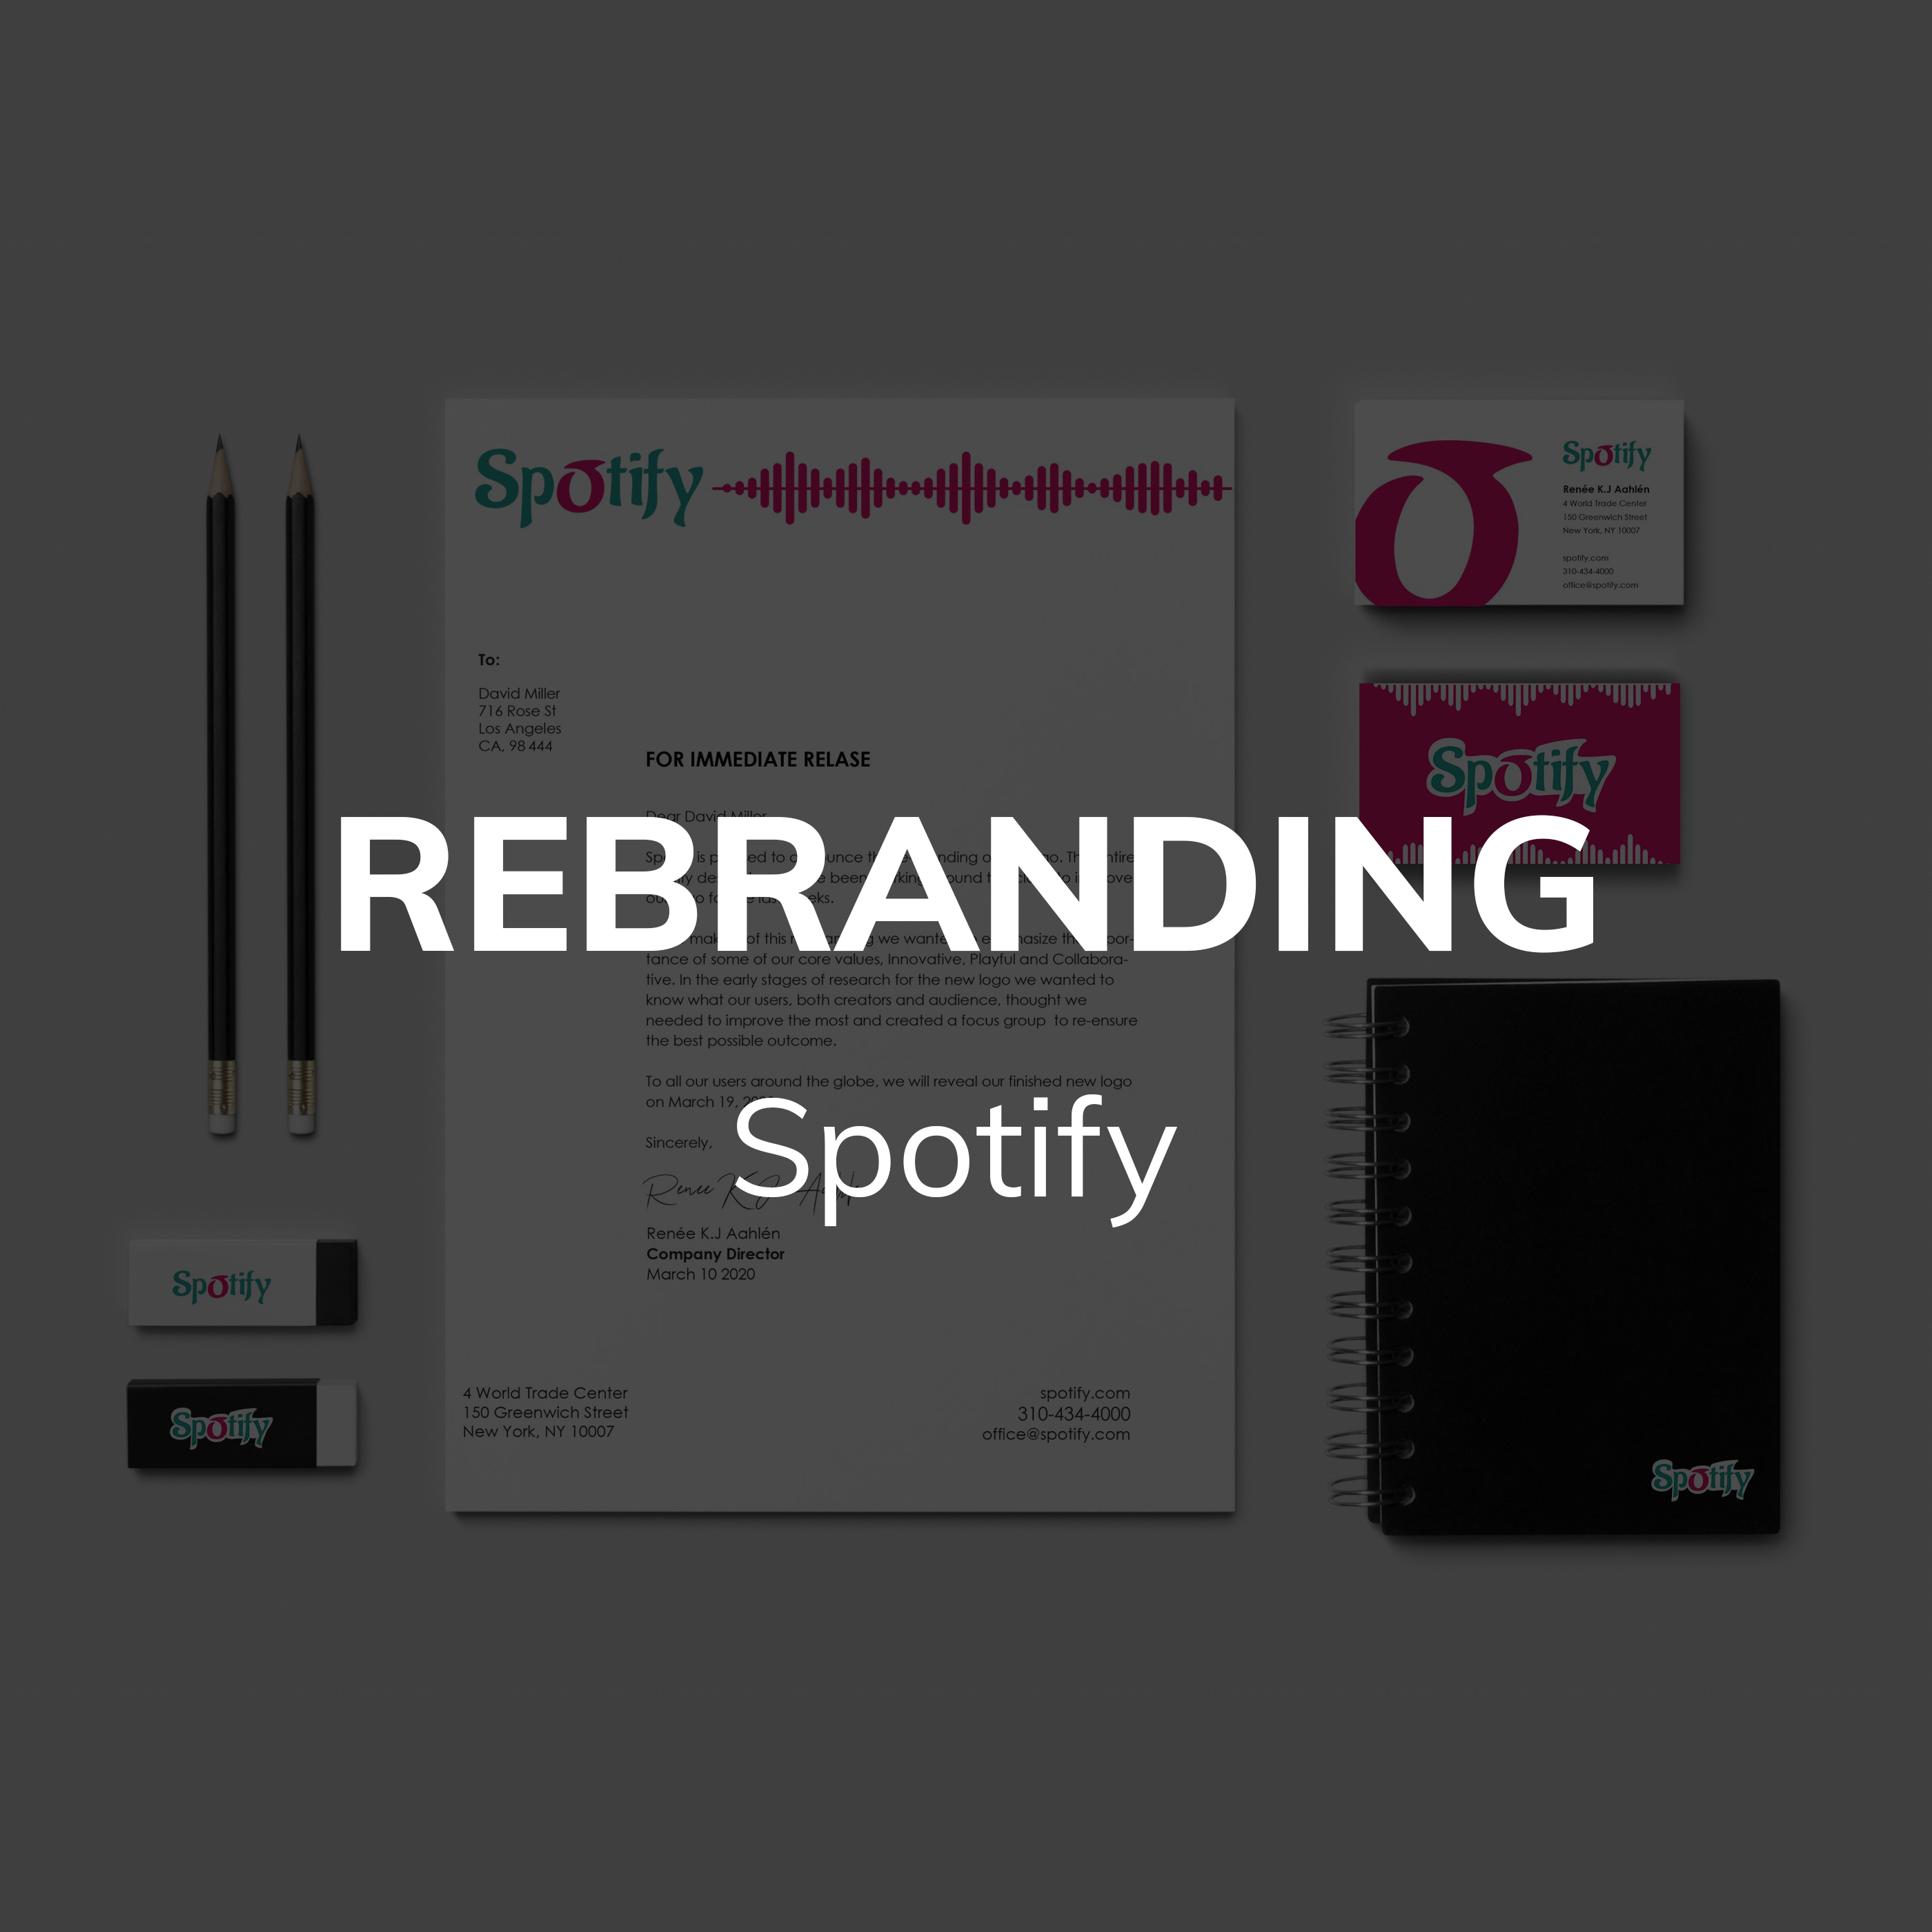 Spotify
To:
David Miller
716 Rose St
Los Angeles
CA, 98 444
FOR IMMEDIATE RELASE
Dear David Miller
tance of some of our core values, Innovative, Playful and Collabora-
tive. In the early stages of research for the new logo we wanted to
know what our users, both creators and audience, thought we
needed to improve the most and created a focus group to re-ensure
the best possible outcome.
To all our users around the globe, we will reveal our finished new logo
on March 19,
Sincerely,
Renée K.J Aahlén
Company Director
March 10 2020
4 World Trade Center
150 Greenwich Street
New York, NY 10007
spotify.com
310-434-4000
office@spotify.com
Spotify
Renée K.J Aahlén
4 World Trade Center
150 Greenwich Street
New York, NY 10007
spotify.com
310-434-4000
office@spotify.com
Spotify
REBRANDING
Spotify
Spotify
Spotify
Spotify